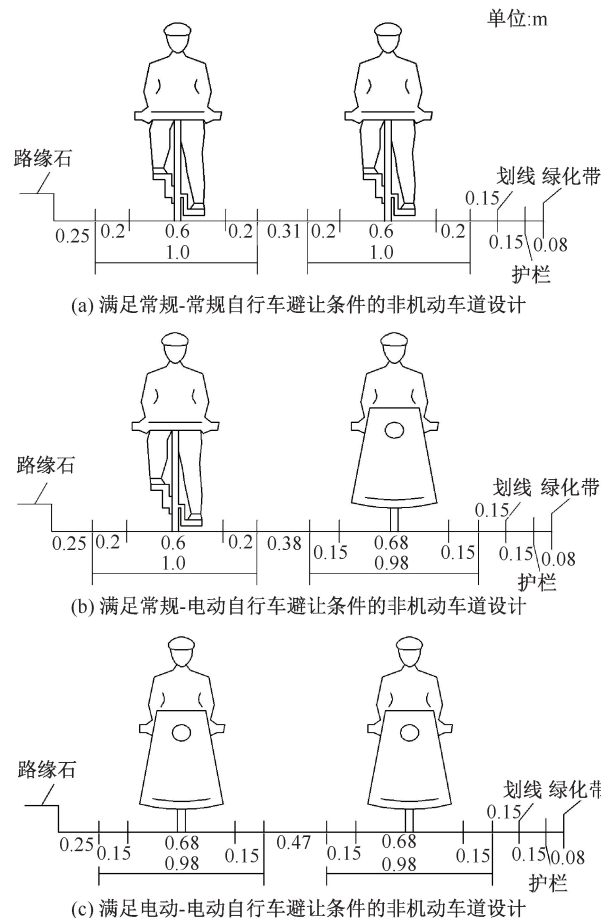 单位:m
路缘石
划线 绿化带
0.15
0.25 0.2 0.6 0.2 0.31 0.2 0.6 0.2 0.15 0.08
1.0 1.0
护栏
(a) 满足常规-常规自行车避让条件的非机动车道设计
路缘石
划线 绿化带
0.15
0.25 0.2 0.6 0.2 0.38 0.15 0.68 0.15 0.15 0.08
1.0 0.98
护栏
(b) 满足常规-电动自行车避让条件的非机动车道设计
路缘石
划线 绿化带
0.15
0.25 0.15 0.68 0.15 0.47 0.15 0.68 0.15 0.15 0.08
0.98 0.98
护栏
(c) 满足电动-电动自行车避让条件的非机动车道设计